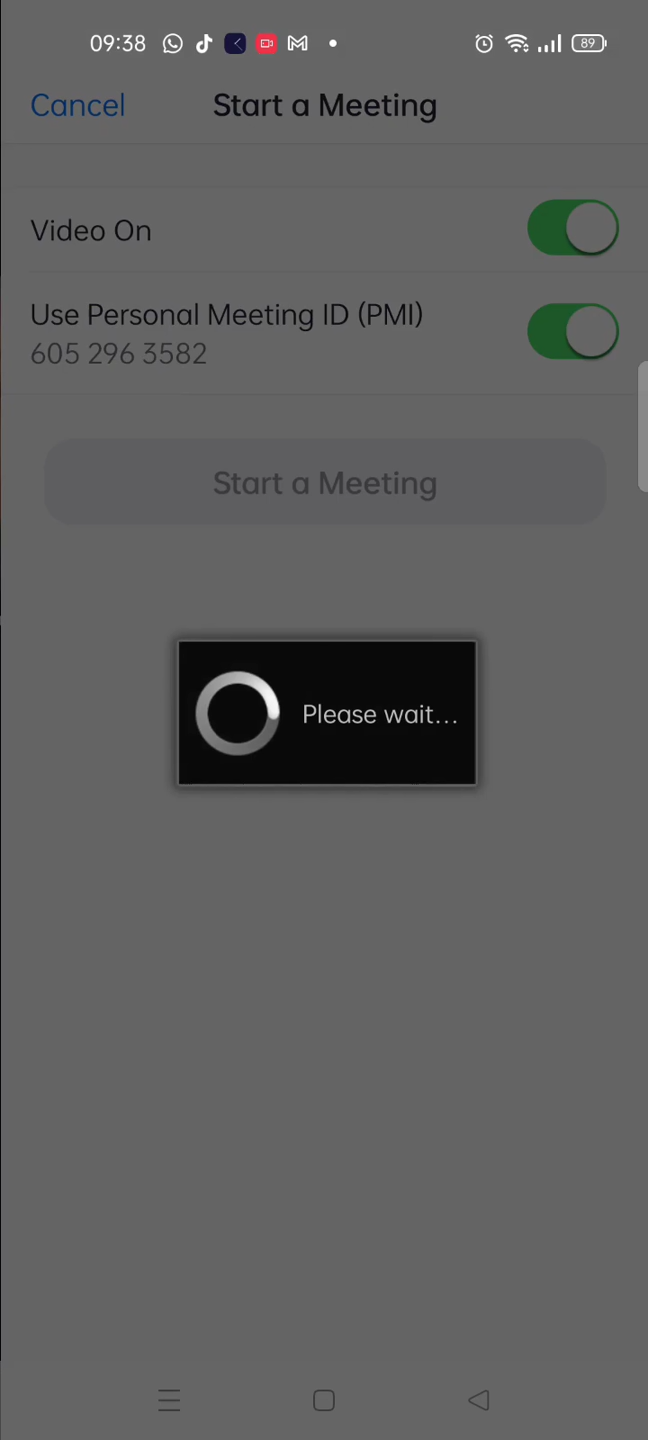 09:38
89
Cancel
Start a Meeting
Video On
Use Personal Meeting ID (PMI)
605 296 3582
Start a Meeting
Please wait...